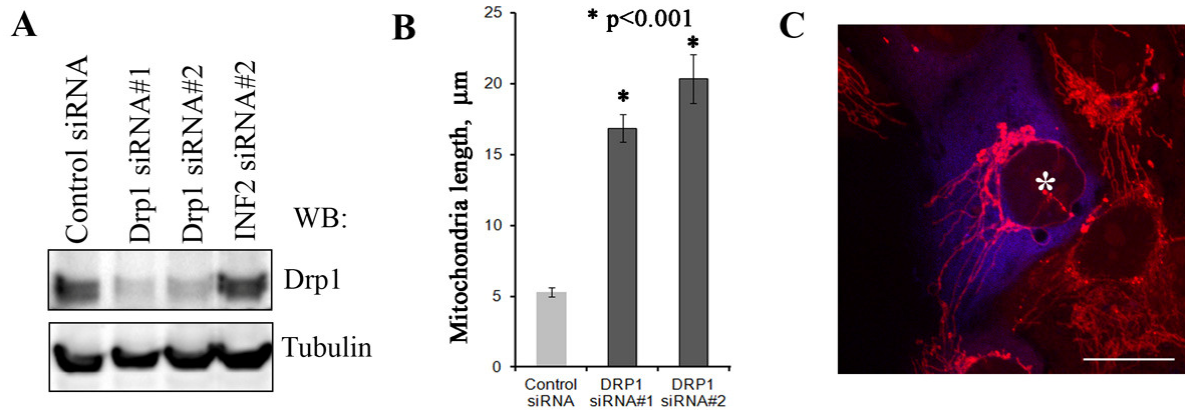 A
Control siRNA
Drp1 siRNA#1
Drp1 siRNA#2
INF2 siRNA#2
WB:
Drp1
Tubulin
B
Mitochondria length, μm
25
20
15
10
5
0
* p<0.001
*
*
Control
siRNA
DRP1
siRNA#1
DRP1
siRNA#2
C
*